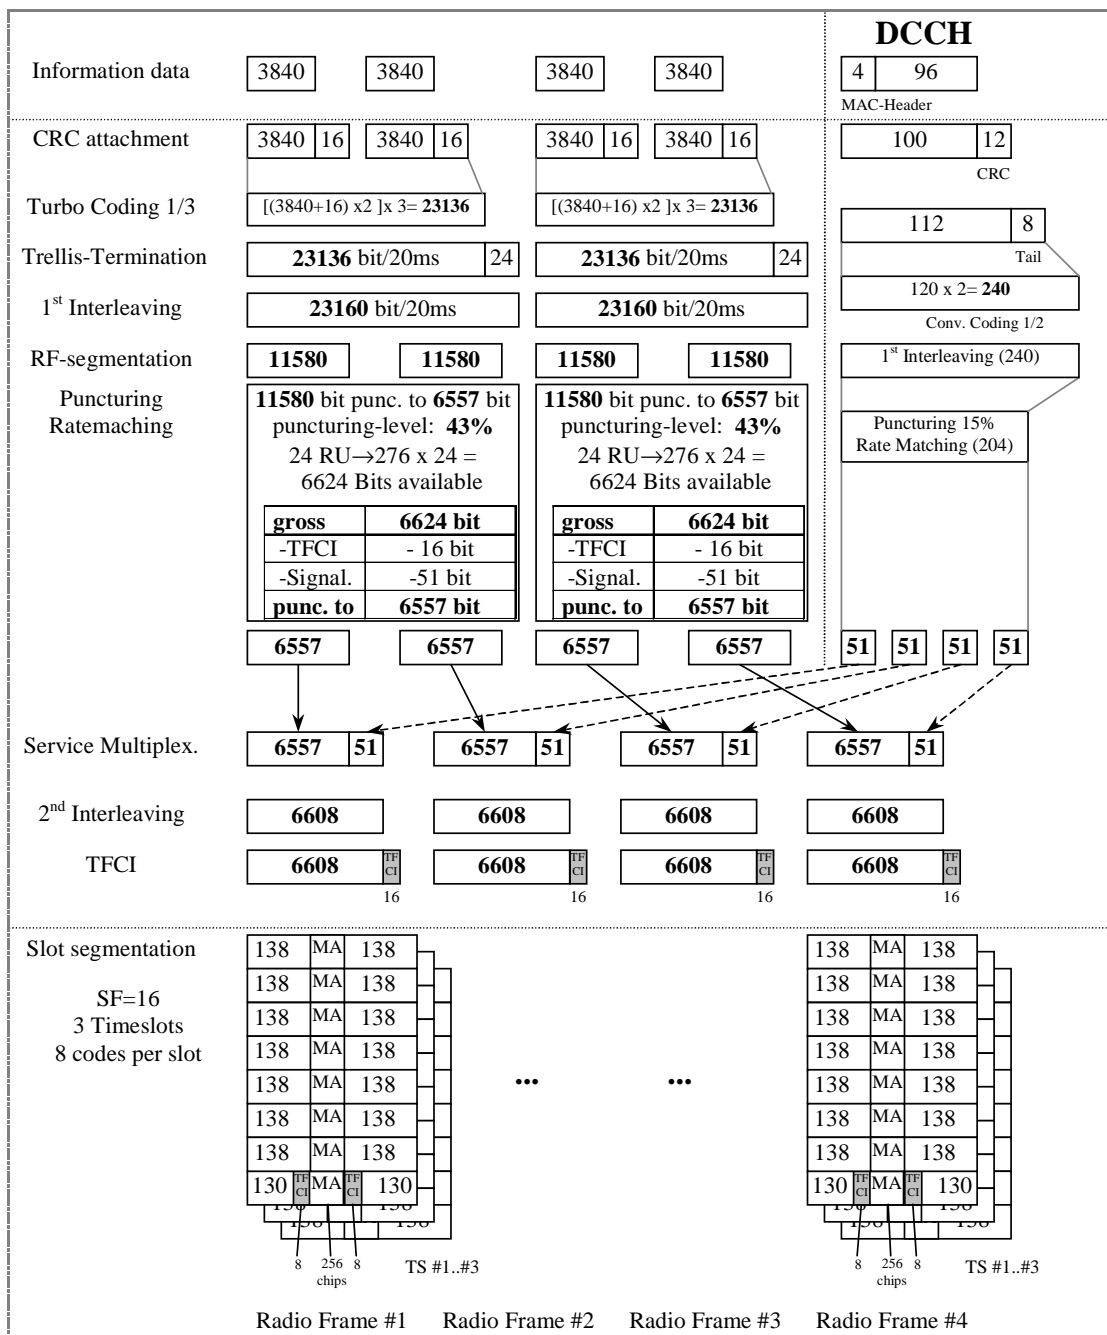 DCCH
Information data 3840 3840 3840 3840 4 96
MAC-Header
CRC attachment 3840 16 3840 16 3840 16 3840 16 100 12
CRC
Turbo Coding 1/3 [(3840+16) x2 ]x 3= 23136 [(3840+16) x2 ]x 3= 23136
112 8
Trellis-Termination 23136 bit/20ms 24 23136 bit/20ms 24
Tail
120 x 2= 240
1st Interleaving 23160 bit/20ms 23160 bit/20ms
Conv. Coding 1/2
RF-segmentation 11580 11580 11580 11580 1st Interleaving (240)
Puncturing 11580 bit punc. to 6557 bit 11580 bit punc. to 6557 bit
Ratemaching puncturing-level: 43% puncturing-level: 43% Puncturing 15%
24 RU→276 x 24 = 24 RU→276 x 24 = Rate Matching (204)
6624 Bits available 6624 Bits available
gross 6624 bit gross 6624 bit
-TFCI - 16 bit -TFCI - 16 bit
-Signal. -51 bit -Signal. -51 bit
punc. to 6557 bit punc. to 6557 bit
6557 6557 6557 6557 51 51 51 51
Service Multiplex. 6557 51 6557 51 6557 51 6557 51
2nd Interleaving 6608 6608 6608 6608
TFCI 6608 TF CI 6608 TF CI 6608 TF CI 6608 TF CI
16 16 16 16
Slot segmentation 138 MA 138 138 MA 138
138 MA 138 138 MA 138
SF=16
138 MA 138 138 MA 138
3 Timeslots
138 MA 138 138 MA 138
8 codes per slot
138 MA 138 ... ... 138 MA 138
138 MA 138 138 MA 138
138 MA 138 138 MA 138
130 TF CI MA TF CI 130 130 TF CI MA TF CI 130
8 256 8 TS #1..#3 8 256 8 TS #1..#3
chips chips
Radio Frame #1 Radio Frame #2 Radio Frame #3 Radio Frame #4